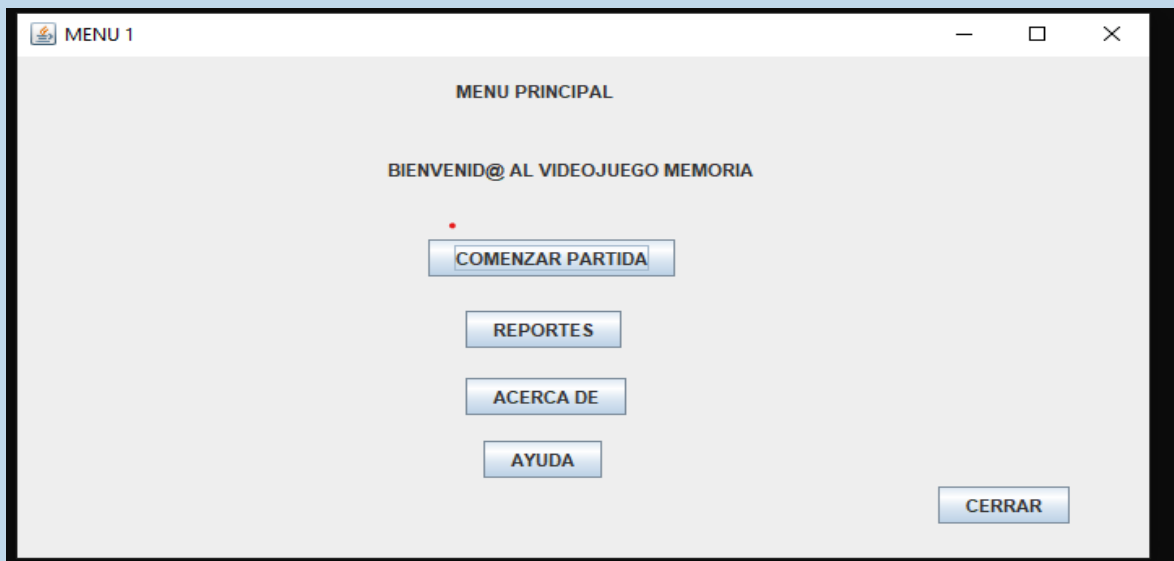 MENU 1
MENU PRINCIPAL
BIENVENID@ AL VIDEOJUEGO MEMORIA
COMENZAR PARTIDA
REPORTES
ACERCA DE
AYUDA
CERRAR